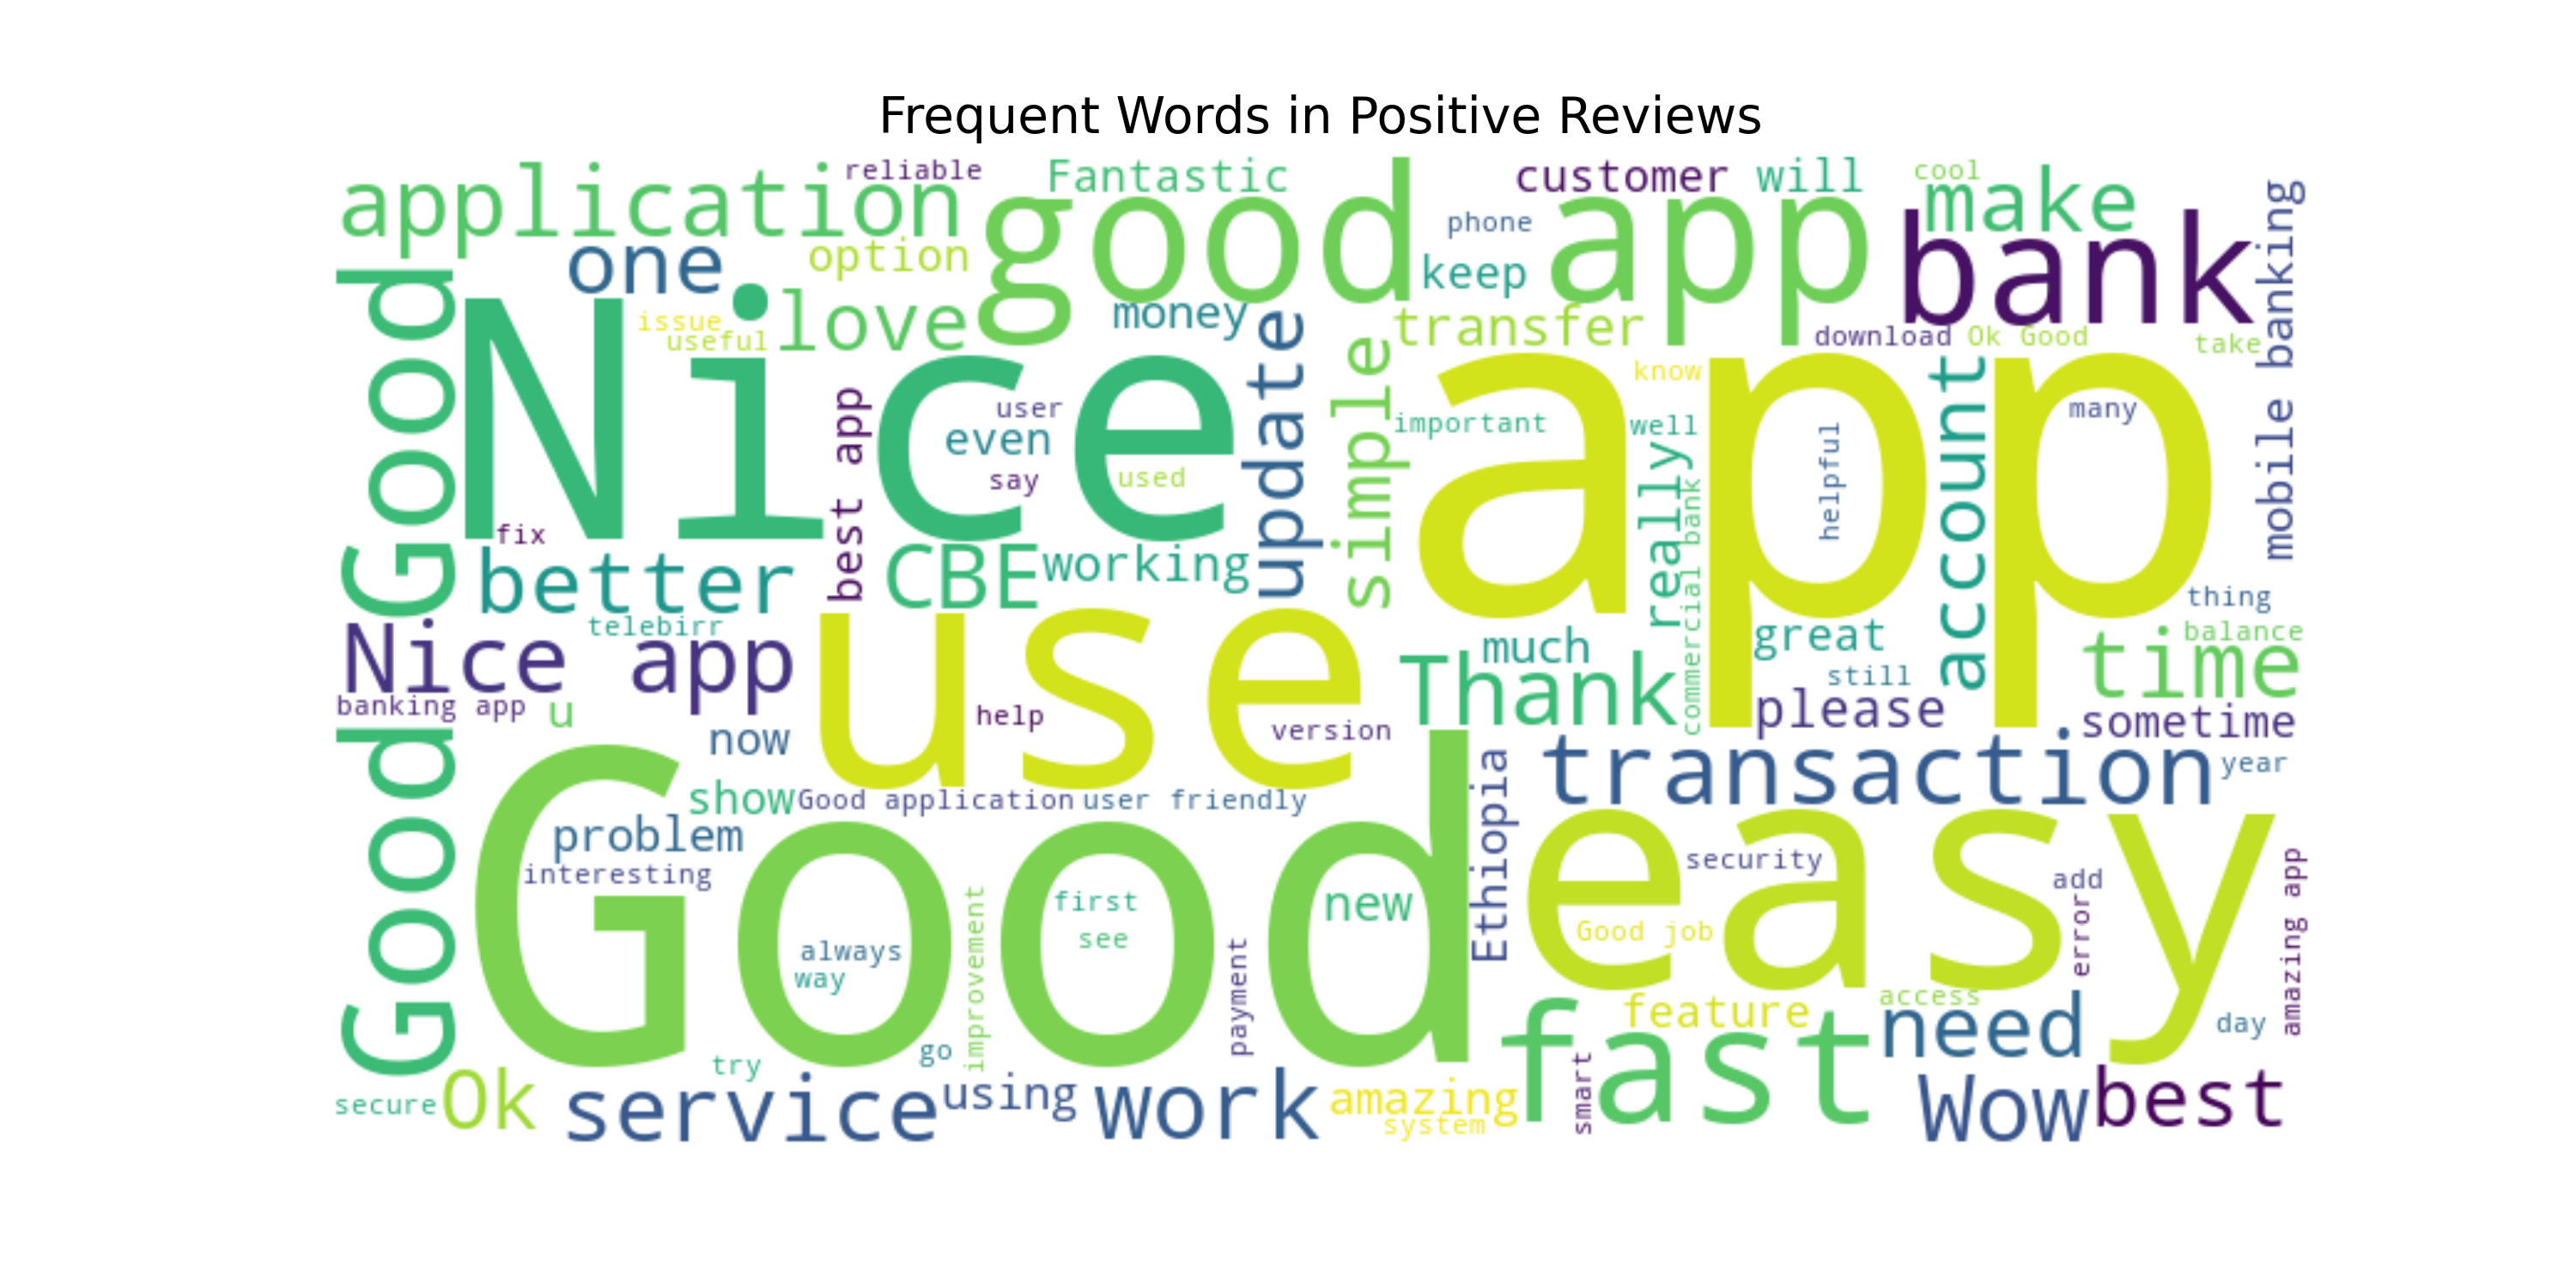 Frequent Words in Positive Reviews
application
reliable
Fantastic
good app
customer
will
cool
make
bank
mobile banking
one
option
phone
keep
Good
Nice
issue
useful
love
money
update
transfer
download
Ok Good
take
simple
app
know
account
many
best app
user
even
say
used
important
well
really
helpful
commercial bank
fix
better
CBE
working
thing
telebirr
Nice app
use
much
great
balance
time
Thank
still
banking app
u
help
version
please
sometime
Good
now
Good
transaction
year
Ethiopia
show
Good application
user friendly
problem
easy
interesting
security
add
error
amazing app
first
see
new
Good job
always
way
improvement
payment
feature
access
need
day
fast
go
try
smart
secure
Ok
service
using
work
amazing
system
Wow
best